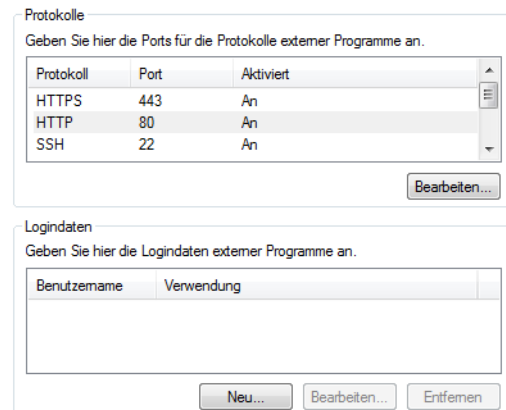 Protokolle
Geben Sie hier die Ports für die Protokolle externer Programme an.
Protokoll Port Aktiviert
HTTPS 443 An
HTTP 80 An
SSH 22 An
Bearbeiten...
Logindaten
Geben Sie hier die Logindaten externer Programme an.
Benutzername Verwendung
Neu... Bearbeiten... Entfernen